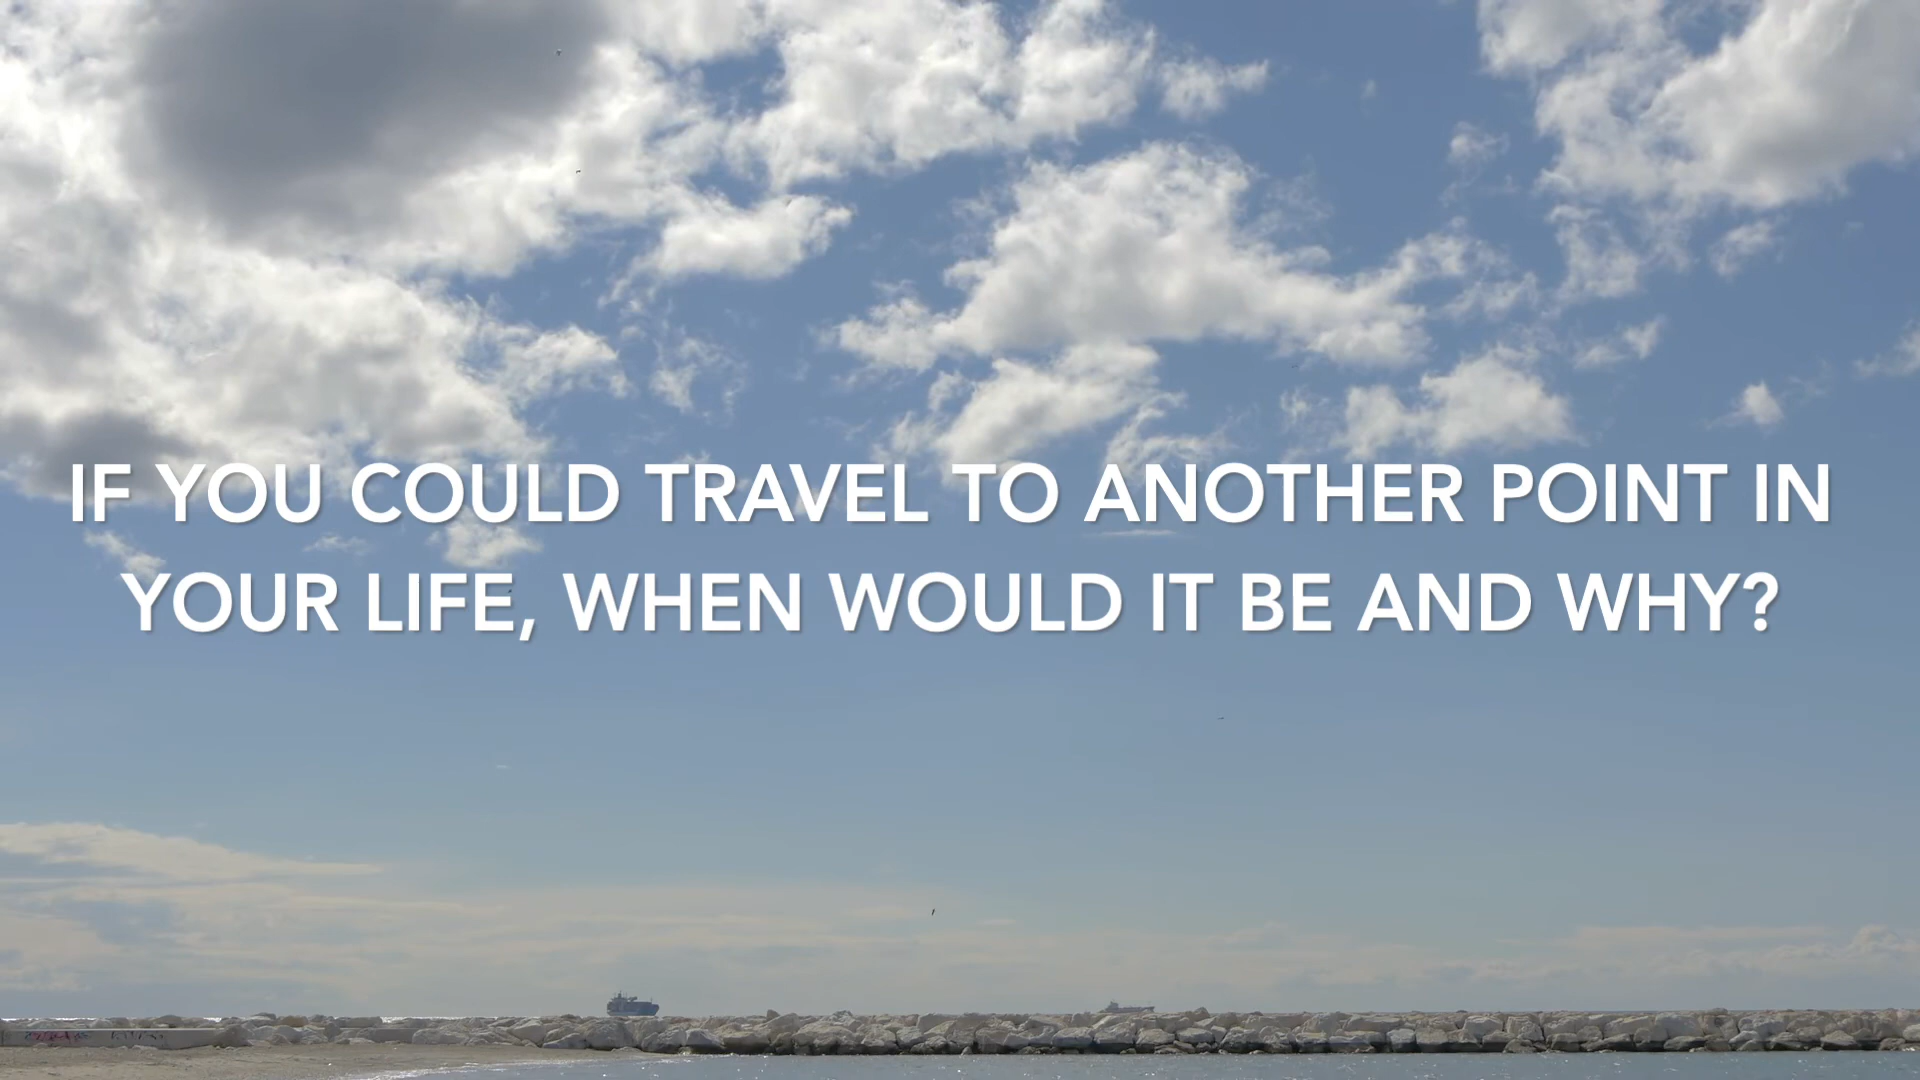 IF YOU COULD TRAVEL TO ANOTHER POINT IN
YOUR LIFE, WHEN WOULD IT BE AND WHY?